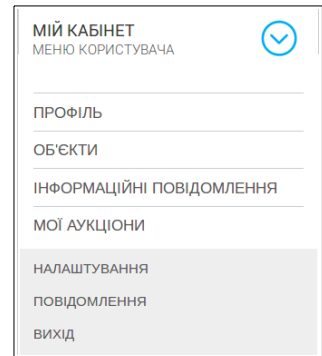 МІЙ КАБІНЕТ
МЕНЮ КОРИСТУВАЧА
ПРОФІЛЬ
ОБ'ЄКТИ
ІНФОРМАЦІЙНІ ПОВІДОМЛЕННЯ
МОЇ АУКЦІОНИ
НАЛАШТУВАННЯ
ПОВІДОМЛЕННЯ
ВИХІД